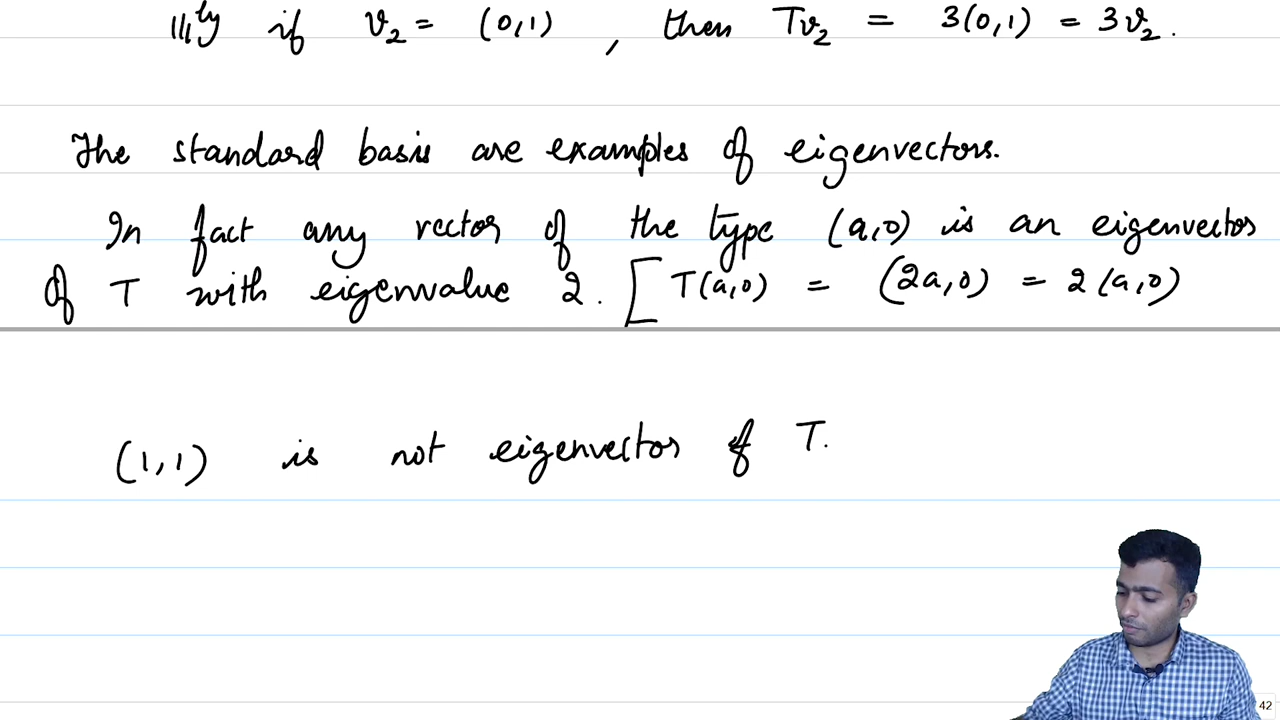 |||ly if v₂ = (0,1) , then Tv₂ = 3(0,1) = 3v₂.
The standard basis are examples of eigenvectors.
In fact any vector of the type (a,0) is an eigenvector
of T with eigenvalue 2. [ T(a,0) = (2a,0) = 2(a,0)
(1,1) is not eigenvector of T.
42